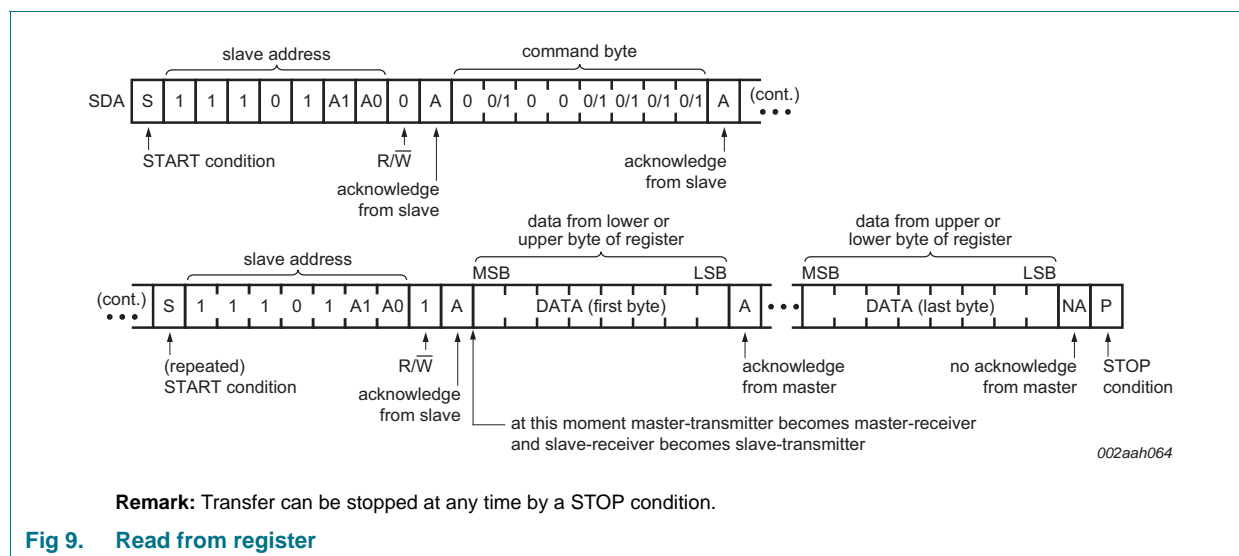 slave address command byte
SDA S 1 1 1 0 1 A1 A0 0 A 0 0/1 0 0 0/1 0/1 0/1 0/1 A (cont.)
START condition R/W̅ acknowledge
from slave acknowledge
from slave
data from lower or
upper byte of register data from upper or
lower byte of register
slave address MSB LSB MSB LSB
(cont.) S 1 1 1 0 1 A1 A0 1 A DATA (first byte) A DATA (last byte) NA P
(repeated)
START condition R/W̅ acknowledge
from slave acknowledge
from master no acknowledge
from master STOP
condition
at this moment master-transmitter becomes master-receiver
and slave-receiver becomes slave-transmitter
002aah064
Remark: Transfer can be stopped at any time by a STOP condition.
Fig 9. Read from register